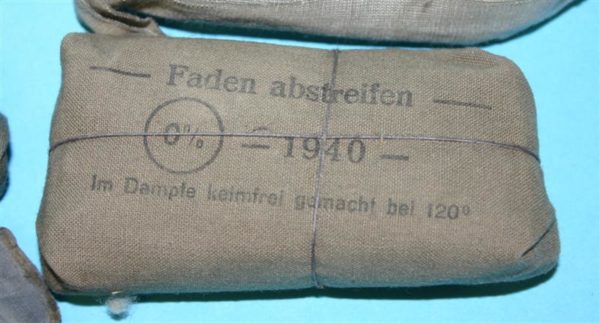 — Faden abstreifen —
0% — 1940 —
Im Dampfe keimfrei gemacht bei 120°